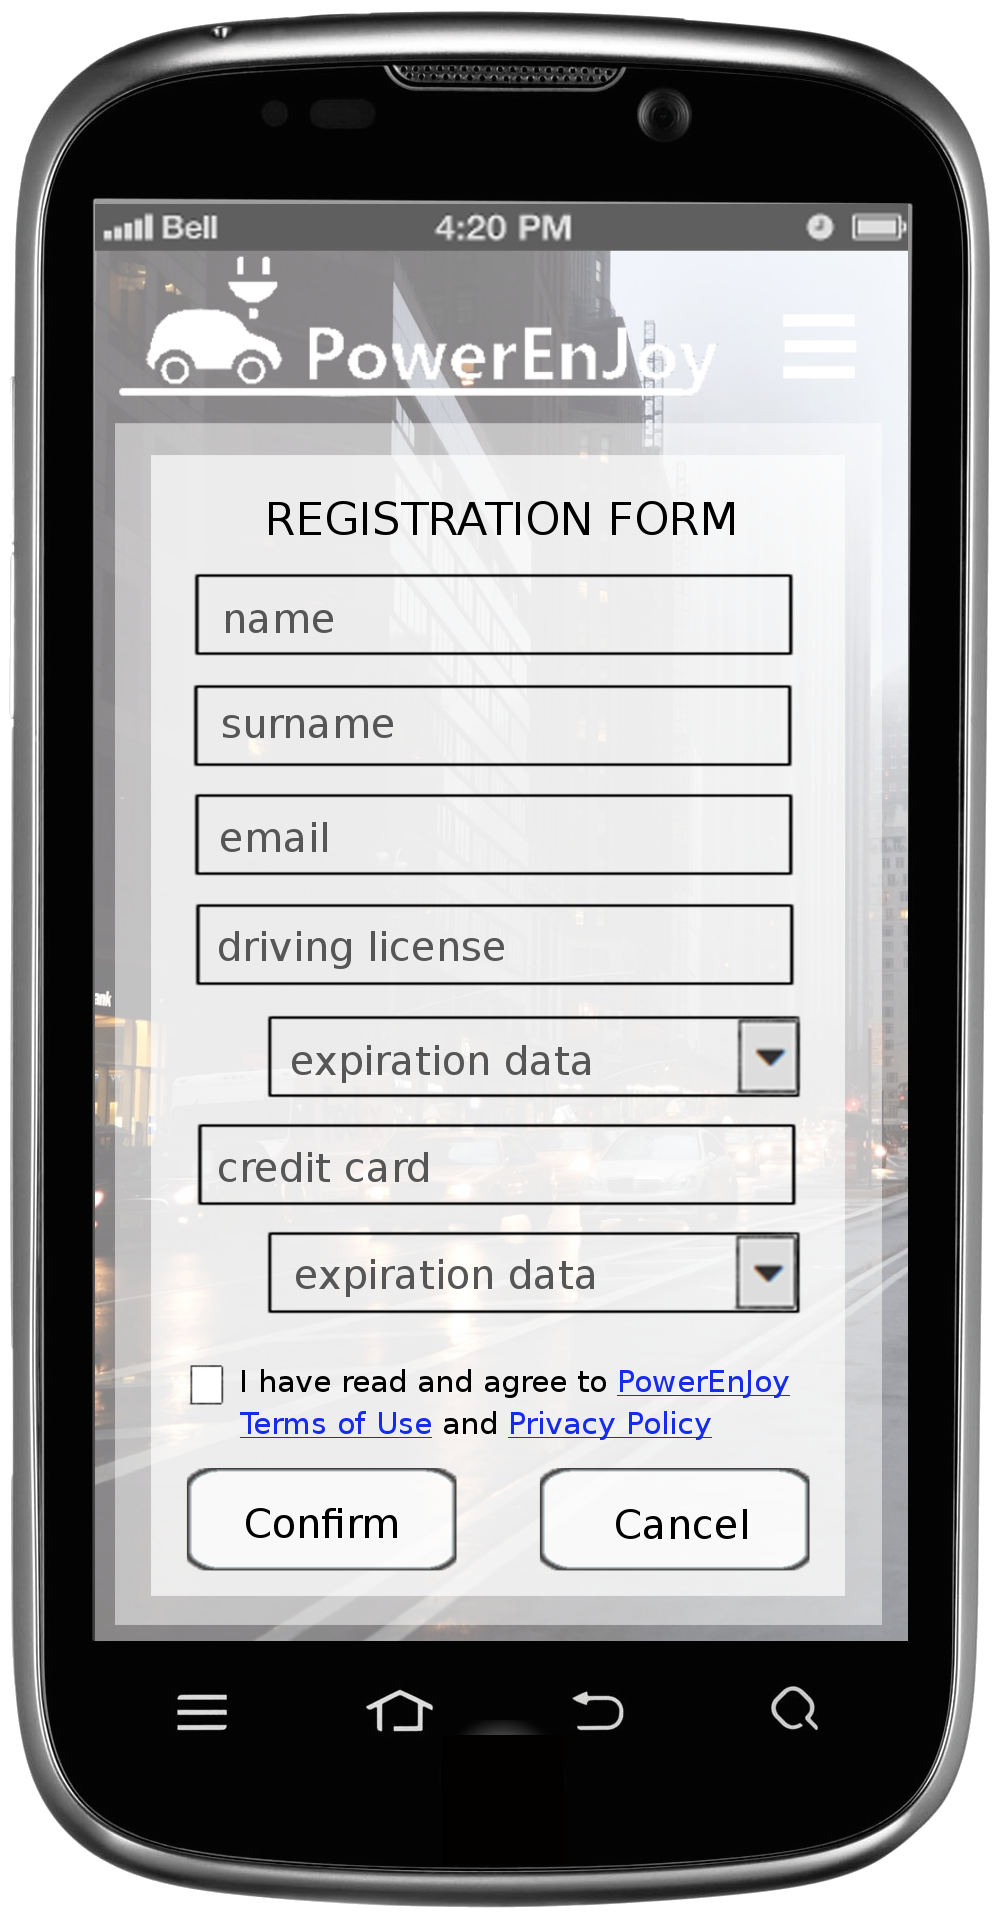 Bell 4:20 PM
PowerEnJoy
REGISTRATION FORM
name
surname
email
driving license
expiration data
credit card
expiration data
I have read and agree to PowerEnJoy
Terms of Use and Privacy Policy
Confirm Cancel
ank